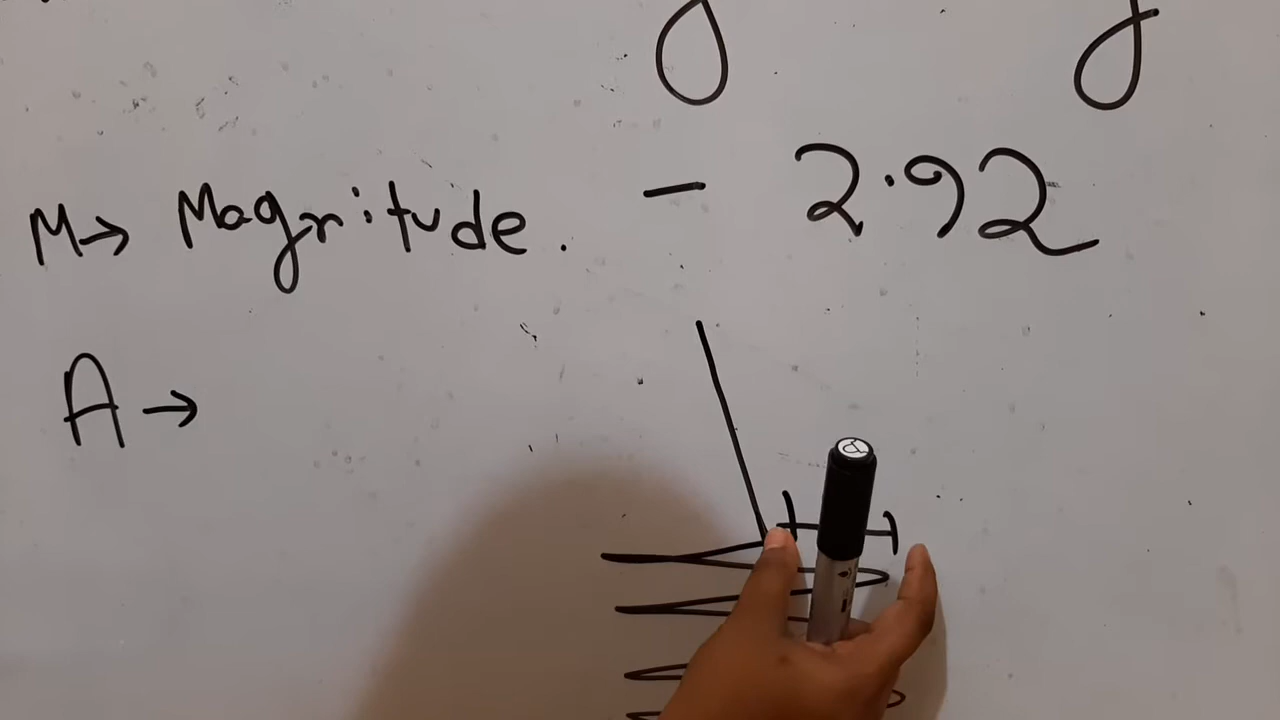 M→ Magnitude. - 2.92
A →